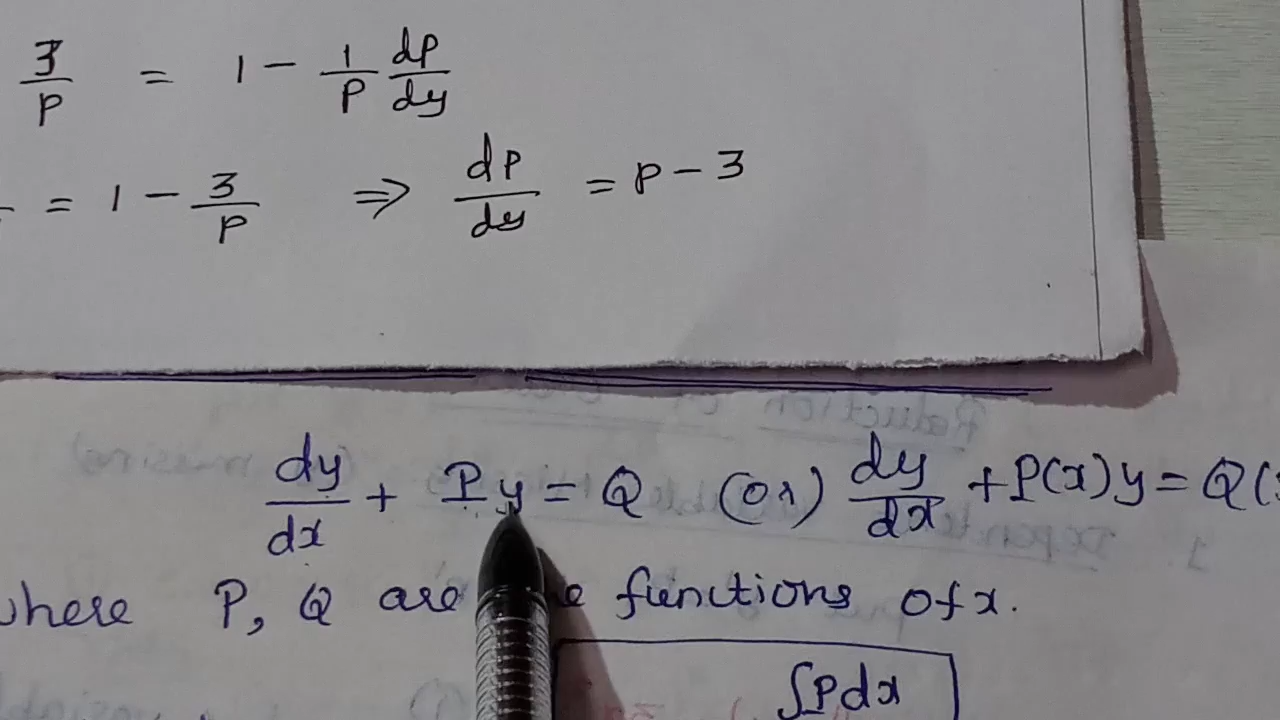 3/P = 1 - 1/P dP/dy
= 1 - 3/P ⇒ dP/dy = P - 3
dy/dx + Py = Q (or) dy/dx + P(x)y = Q(
where P, Q are functions of x.
∫Pdx